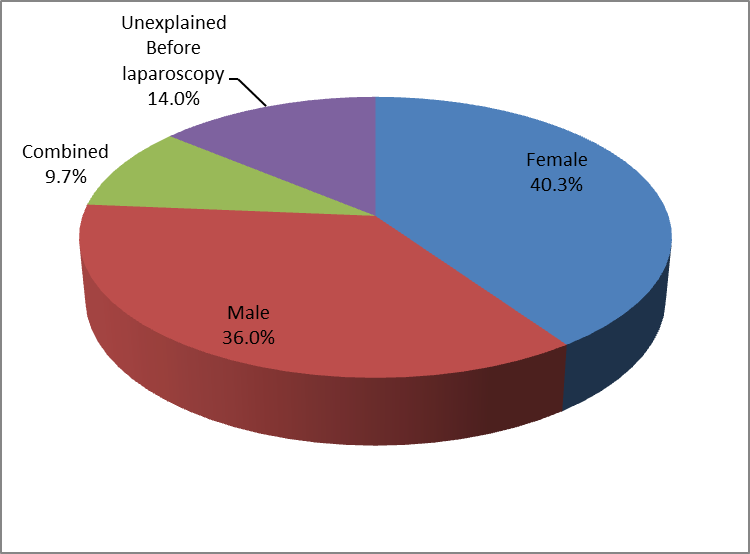 Unexplained
Before
laparoscopy
14.0%
Combined
9.7%
Female
40.3%
Male
36.0%